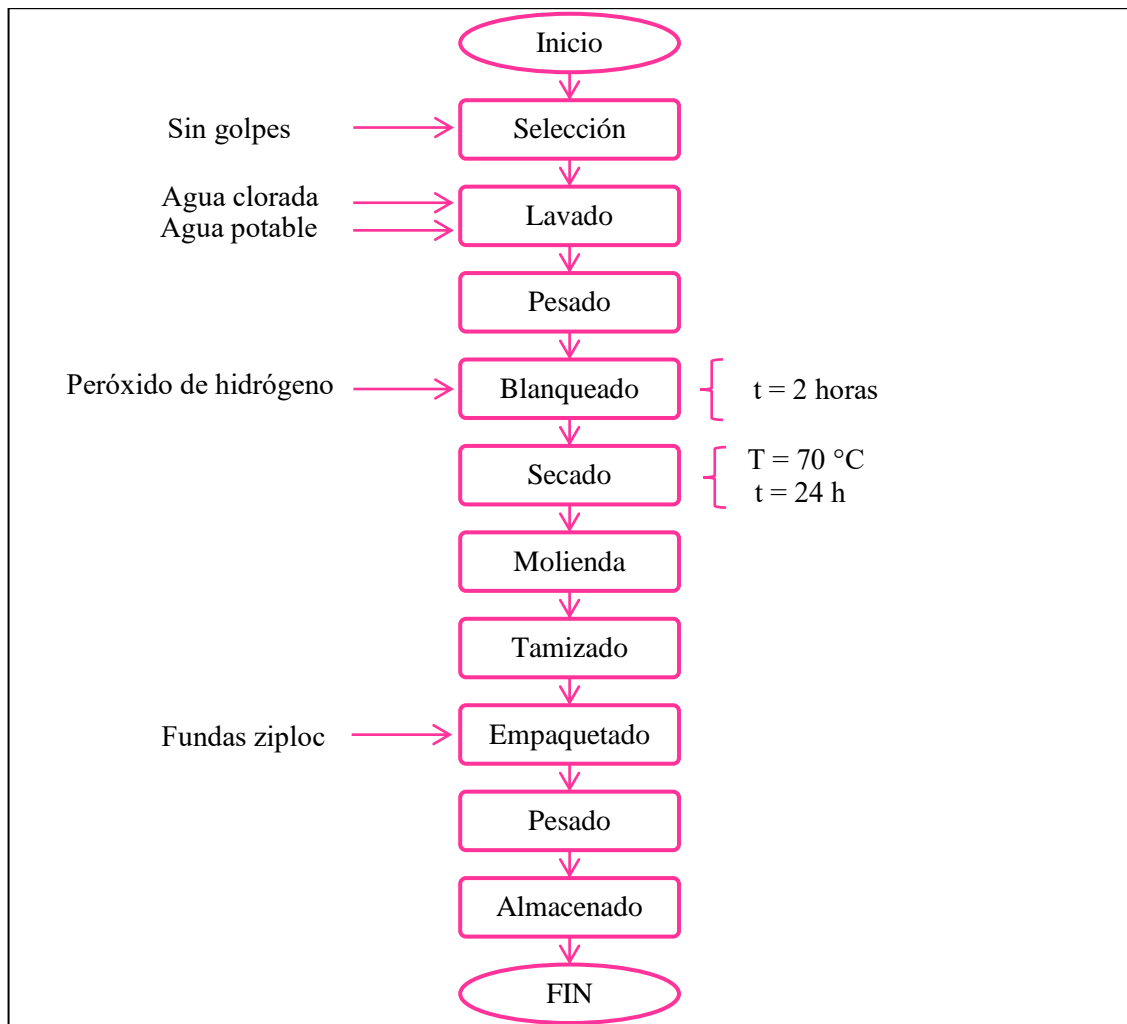 Inicio
Sin golpes
Selección
Agua clorada
Agua potable
Lavado
Pesado
Peróxido de hidrógeno
Blanqueado
t = 2 horas
Secado
T = 70 °C
t = 24 h
Molienda
Tamizado
Fundas ziploc
Empaquetado
Pesado
Almacenado
FIN